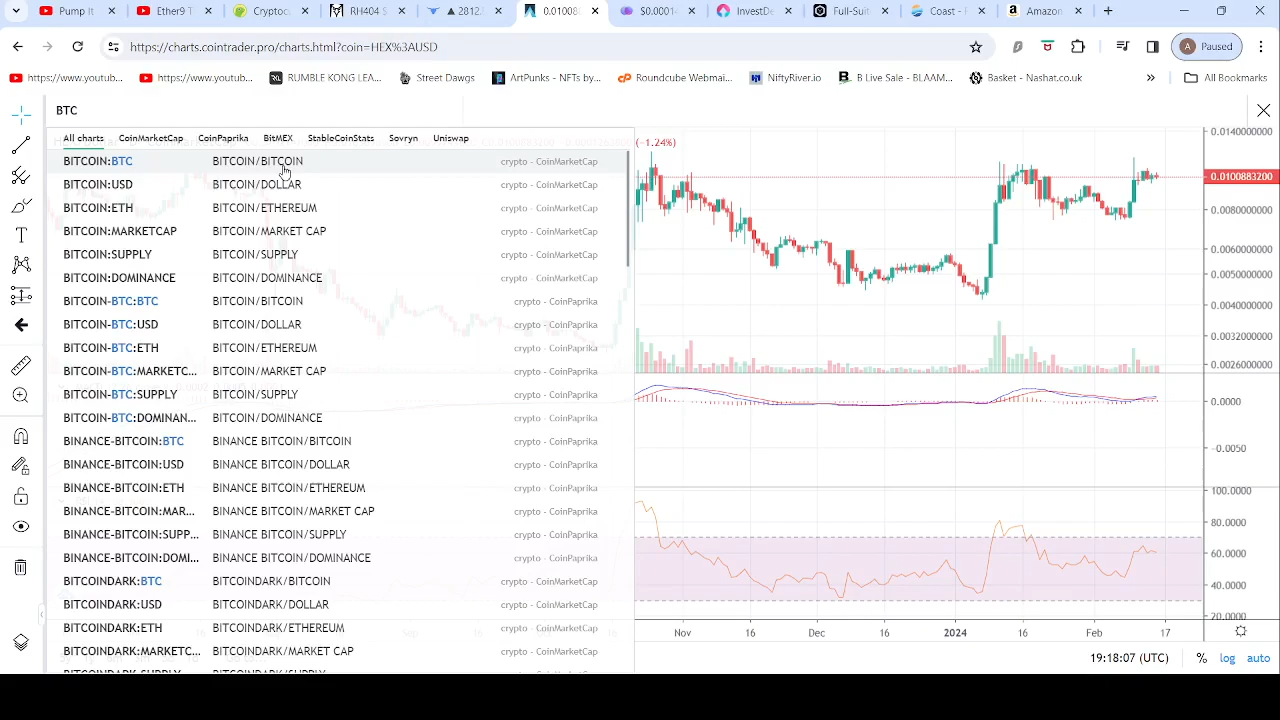 Pump It
Ether9 T
Cryptoc
RH404 S
▲ 2812
0.01008
$0.0001
InvestDe
Full-Suit
Coast - F
Amazon
https://charts.cointrader.pro/charts.html?coin=HEX%3AUSD
A Paused
https://www.youtub...
https://www.youtub...
RUMBLE KONG LEA...
Street Dawgs
ArtPunks - NFTs by...
Roundcube Webmai...
NiftyRiver.io
B Live Sale - BLAAM...
Basket - Nashat.co.uk
All Bookmarks
BTC
All charts CoinMarketCap CoinPaprika BitMEX StableCoinStats Sovryn Uniswap
(−1.24%)
BITCOIN:BTC BITCOIN/BITCOIN crypto - CoinMarketCap
BITCOIN:USD BITCOIN/DOLLAR crypto - CoinMarketCap
BITCOIN:ETH BITCOIN/ETHEREUM crypto - CoinMarketCap
BITCOIN:MARKETCAP BITCOIN/MARKET CAP crypto - CoinMarketCap
BITCOIN:SUPPLY BITCOIN/SUPPLY crypto - CoinMarketCap
BITCOIN:DOMINANCE BITCOIN/DOMINANCE crypto - CoinMarketCap
BITCOIN-BTC:BTC BITCOIN/BITCOIN crypto - CoinPaprika
BITCOIN-BTC:USD BITCOIN/DOLLAR crypto - CoinPaprika
BITCOIN-BTC:ETH BITCOIN/ETHEREUM crypto - CoinPaprika
BITCOIN-BTC:MARKETC... BITCOIN/MARKET CAP crypto - CoinPaprika
BITCOIN-BTC:SUPPLY BITCOIN/SUPPLY crypto - CoinPaprika
BITCOIN-BTC:DOMINAN... BITCOIN/DOMINANCE crypto - CoinPaprika
BINANCE-BITCOIN:BTC BINANCE BITCOIN/BITCOIN crypto - CoinPaprika
BINANCE-BITCOIN:USD BINANCE BITCOIN/DOLLAR crypto - CoinPaprika
BINANCE-BITCOIN:ETH BINANCE BITCOIN/ETHEREUM crypto - CoinPaprika
BINANCE-BITCOIN:MAR... BINANCE BITCOIN/MARKET CAP crypto - CoinPaprika
BINANCE-BITCOIN:SUPP... BINANCE BITCOIN/SUPPLY crypto - CoinPaprika
BINANCE-BITCOIN:DOMI... BINANCE BITCOIN/DOMINANCE crypto - CoinPaprika
BITCOINDARK:BTC BITCOINDARK/BITCOIN crypto - CoinMarketCap
BITCOINDARK:USD BITCOINDARK/DOLLAR crypto - CoinMarketCap
BITCOINDARK:ETH BITCOINDARK/ETHEREUM crypto - CoinMarketCap
BITCOINDARK:MARKETC... BITCOINDARK/MARKET CAP crypto - CoinMarketCap
0.0140000000
0.0100883200
0.0080000000
0.0060000000
0.0050000000
0.0040000000
0.0032000000
0.0026000000
0.0000
-0.0050
100.0000
80.0000
60.0000
40.0000
20.0000
Nov 16 Dec 16 2024 16 Feb 17
19:18:07 (UTC) % log auto